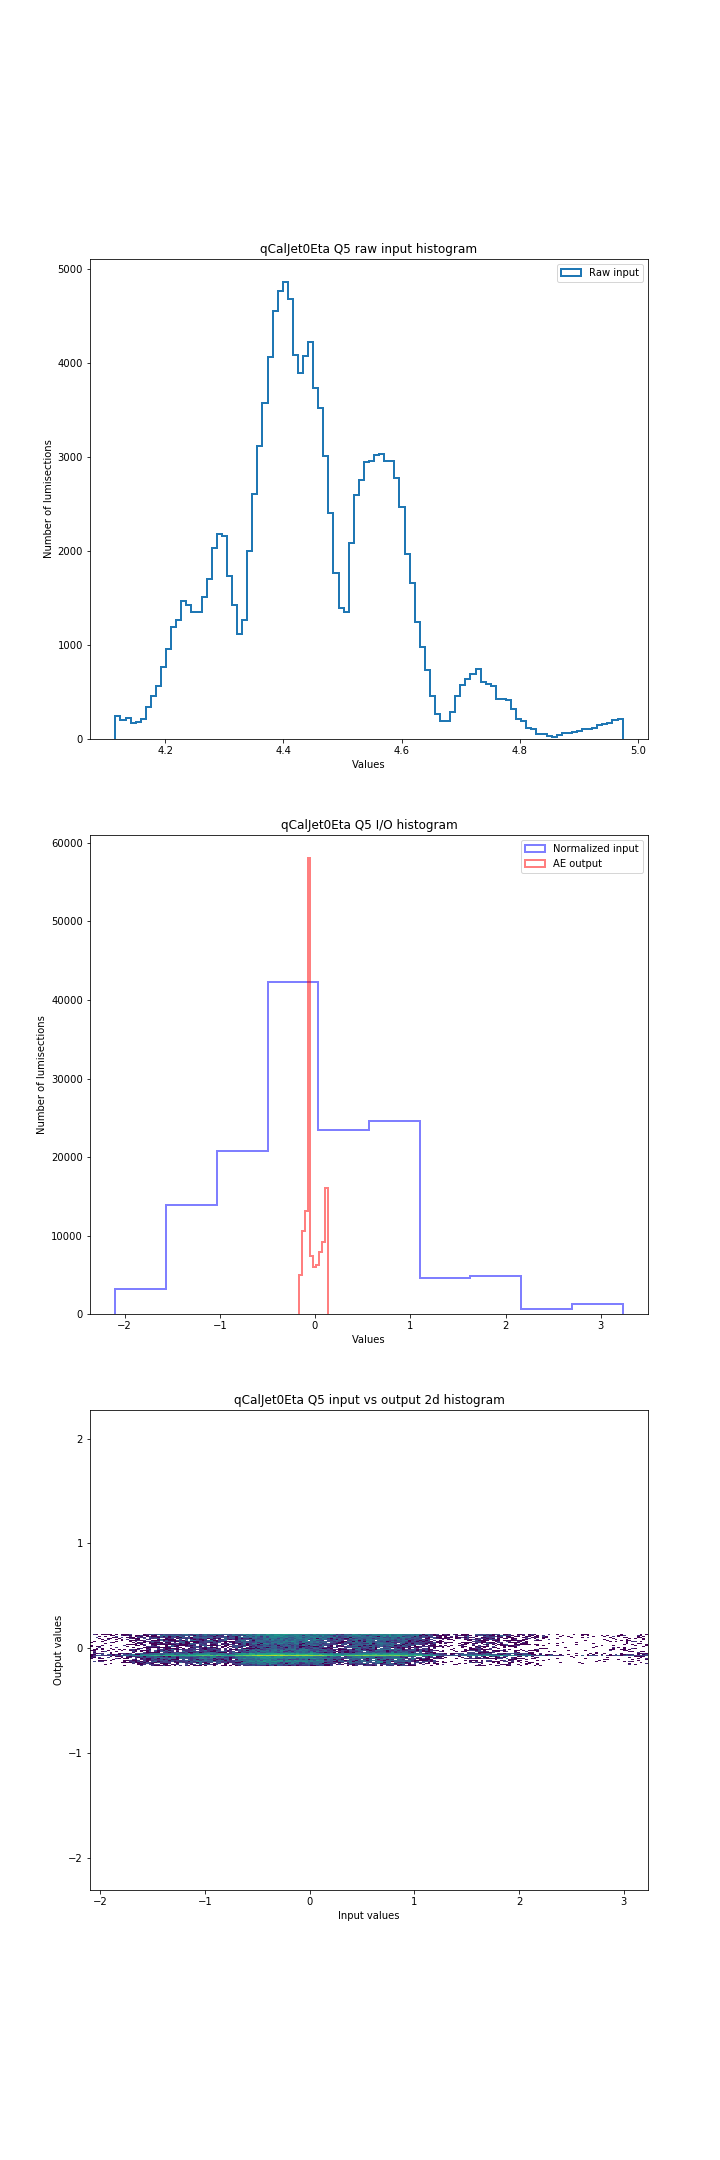 qCalJet0Eta Q5 raw input histogram
Raw input
5000
4000
3000
2000
1000
0
Number of lumisections
4.2 4.4 4.6 4.8 5.0
Values
qCalJet0Eta Q5 I/O histogram
Normalized input
AE output
60000
50000
40000
30000
20000
10000
0
Number of lumisections
−2 −1 0 1 2 3
Values
qCalJet0Eta Q5 input vs output 2d histogram
2
1
0
−1
−2
Output values
−2 −1 0 1 2 3
Input values